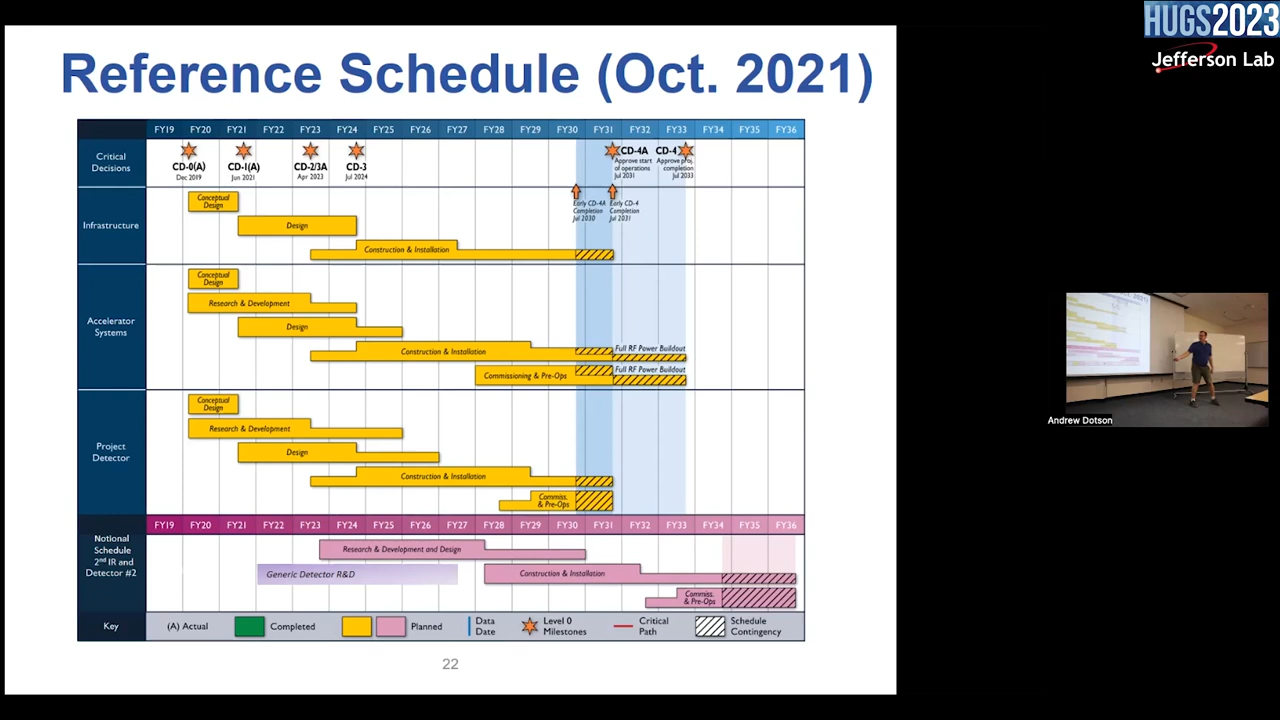 HUGS2023
Jefferson Lab
Reference Schedule (Oct. 2021)
FY19 FY20 FY21 FY22 FY23 FY24 FY25 FY26 FY27 FY28 FY29 FY30 FY31 FY32 FY33 FY34 FY35 FY36
Critical
Decisions
CD-0(A)
Dec 2019
CD-1(A)
Jun 2021
CD-2/3A
Apr 2023
CD-3
Jul 2024
CD-4A
Approve start
of operations
Jul 2031
CD-4
Approve proj.
completion
Jul 2033
Early CD-4A
Completion
Jul 2030
Early CD-4
Completion
Jul 2031
Infrastructure
Conceptual
Design
Design
Construction & Installation
Accelerator
Systems
Conceptual
Design
Research & Development
Design
Construction & Installation
Full RF Power Buildout
Commissioning & Pre-Ops
Full RF Power Buildout
Project
Detector
Conceptual
Design
Research & Development
Design
Construction & Installation
Commiss.
& Pre-Ops
FY19 FY20 FY21 FY22 FY23 FY24 FY25 FY26 FY27 FY28 FY29 FY30 FY31 FY32 FY33 FY34 FY35 FY36
Notional
Schedule
2nd IR and
Detector #2
Research & Development and Design
Generic Detector R&D
Construction & Installation
Commiss.
& Pre-Ops
Key
(A) Actual
Completed
Planned
Data
Date
Level 0
Milestones
Critical
Path
Schedule
Contingency
22
Andrew Dotson